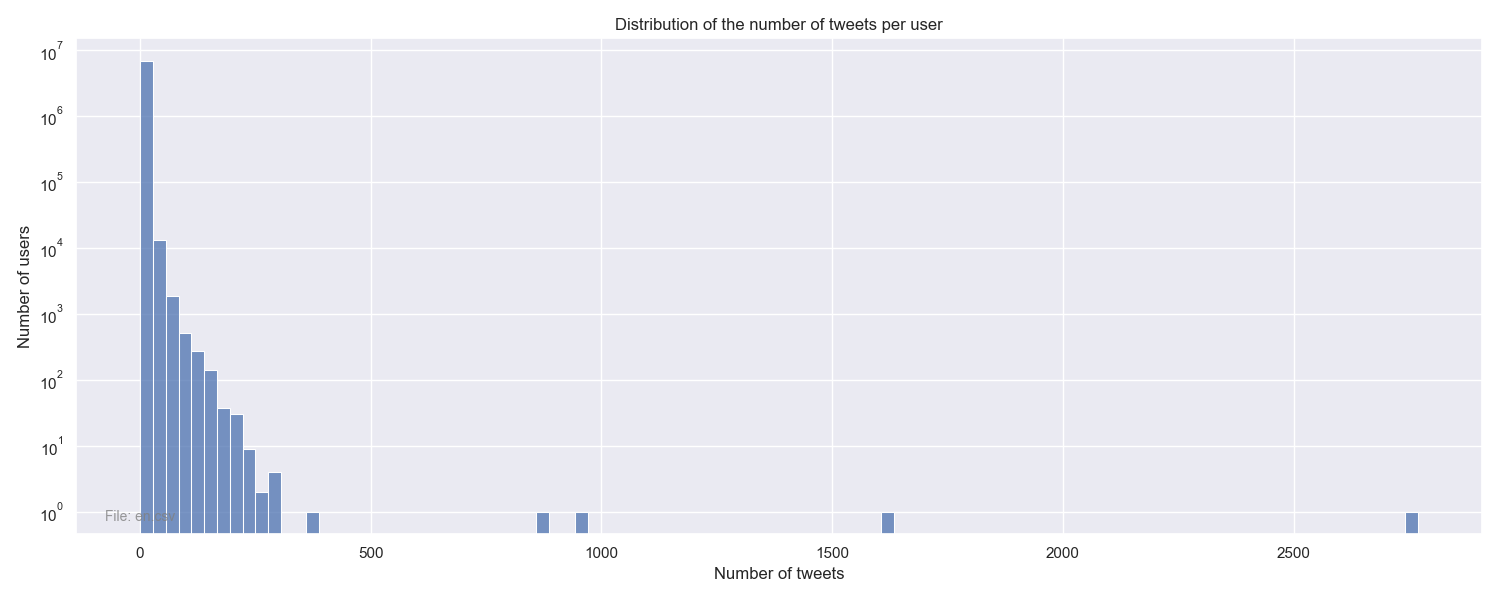 Distribution of the number of tweets per user
10^7
10^6
10^5
10^4
10^3
10^2
10^1
10^0
Number of users
File: en.csv
0 500 1000 1500 2000 2500
Number of tweets